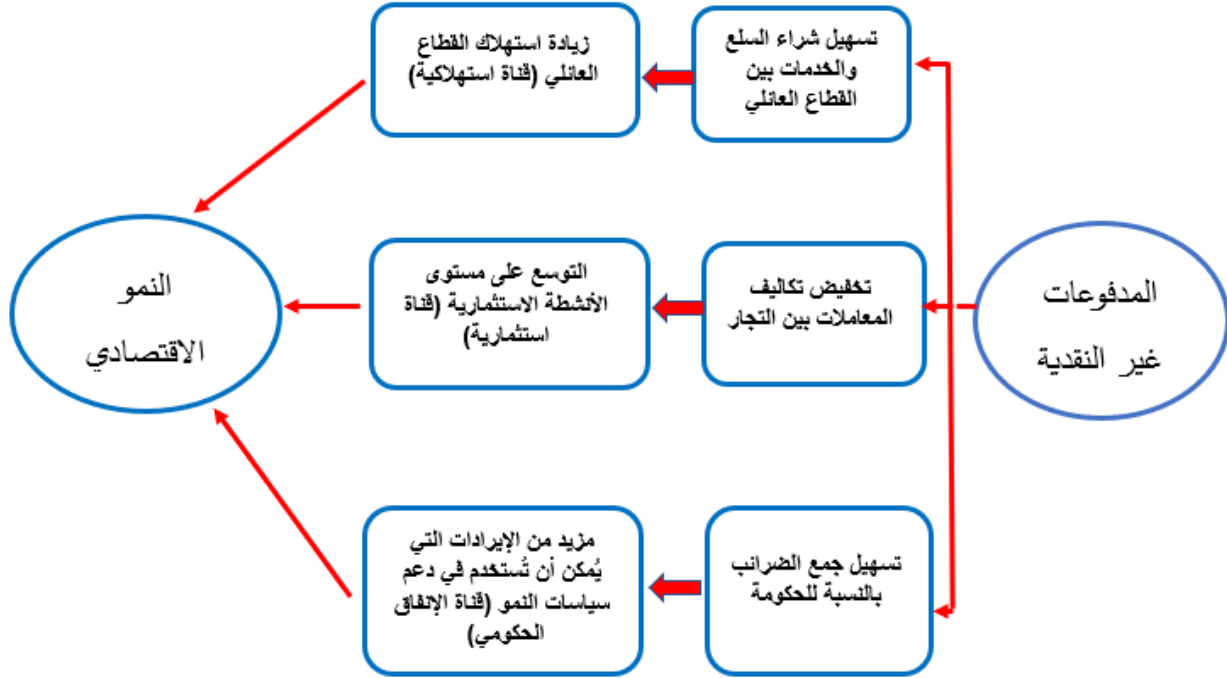 تسهيل شراء السلع
والخدمات بين
القطاع العائلي
زيادة استهلاك القطاع
العائلي (قناة استهلاكية)
المدفوعات
غير النقدية
تخفيض تكاليف
المعاملات بين التجار
التوسع على مستوى
الأنشطة الاستثمارية (قناة
استثمارية)
النمو
الاقتصادي
تسهيل جمع الضرائب
بالنسبة للحكومة
مزيد من الإيرادات التي
يُمكن أن تُستخدم في دعم
سياسات النمو (قناة الإنفاق
الحكومي)